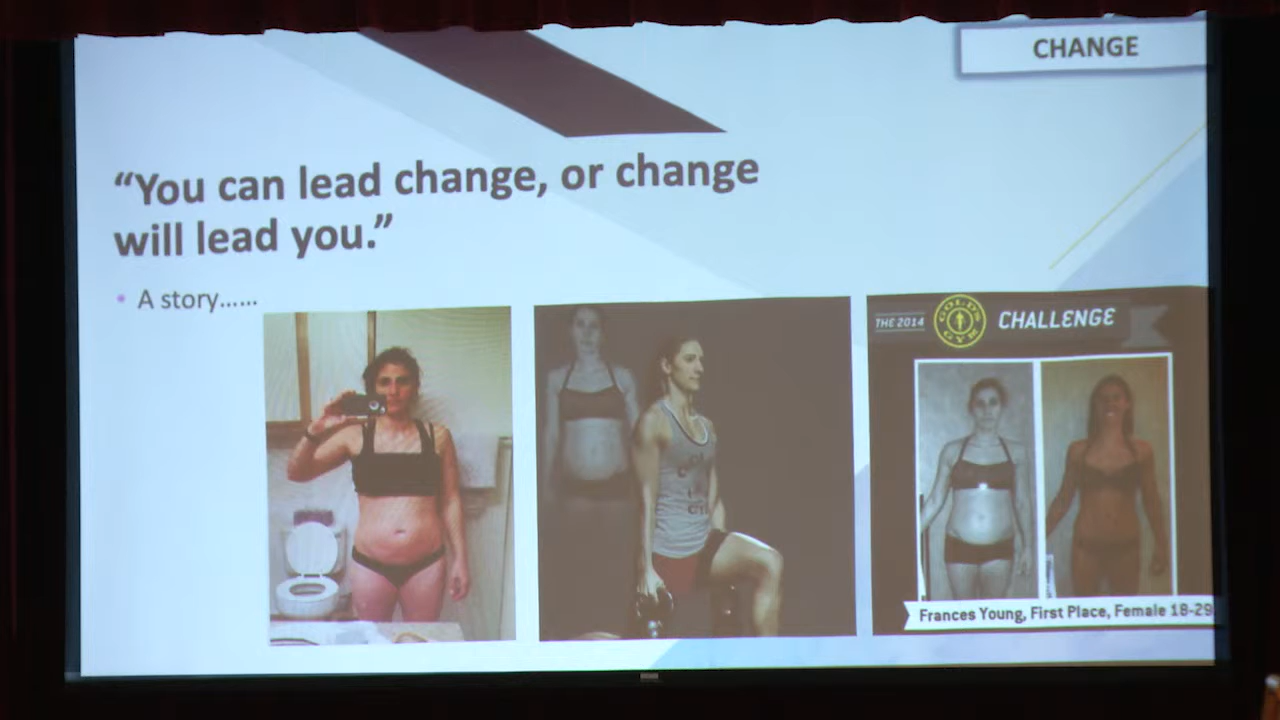 CHANGE
“You can lead change, or change
will lead you.”
• A story......
THE 2014
GOLD'S
GYM
CHALLENGE
Frances Young, First Place, Female 18-29